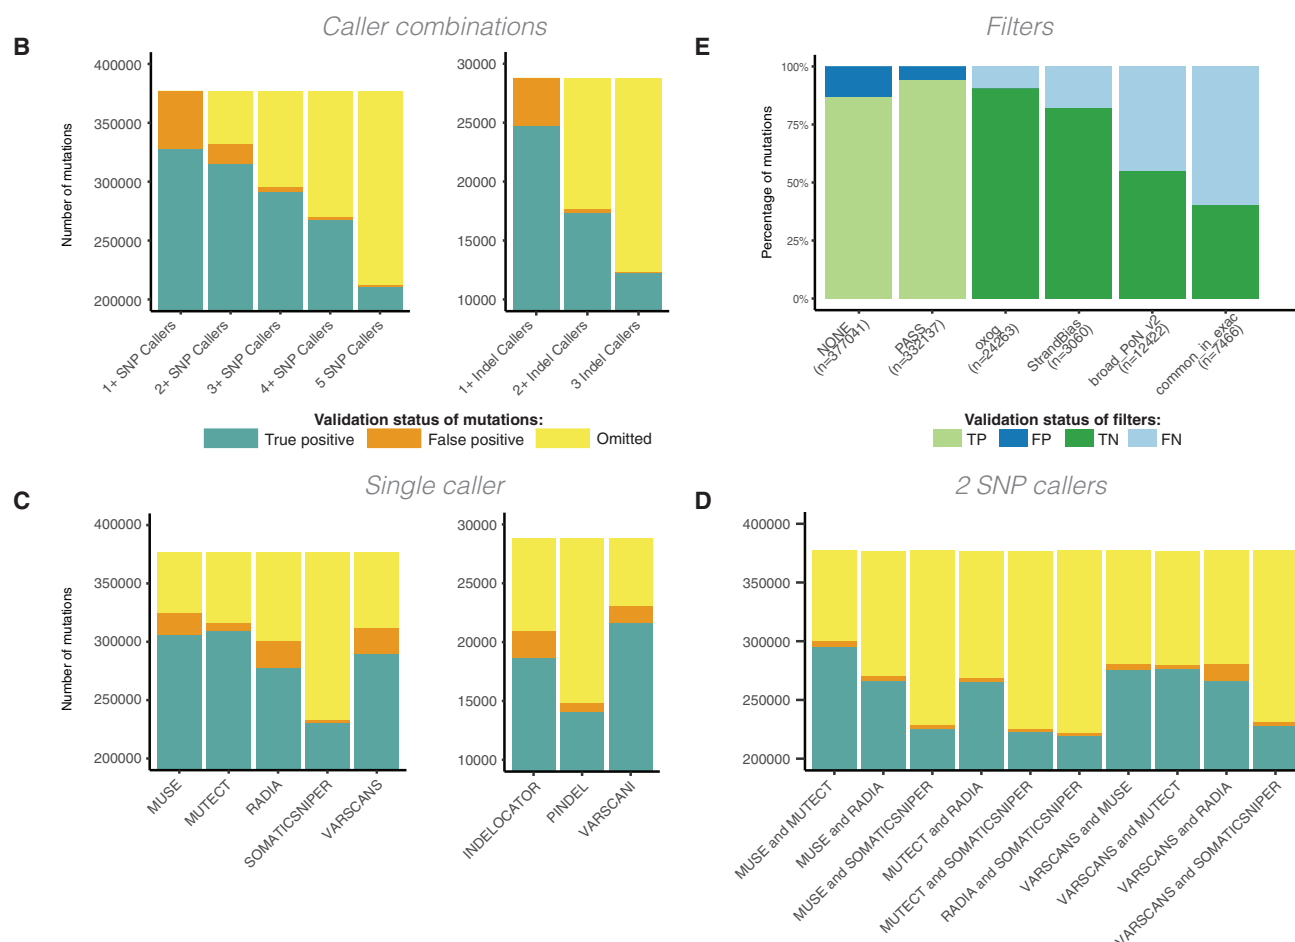 B
Caller combinations
Number of mutations
400000
350000
300000
250000
200000
1+ SNP Callers
2+ SNP Callers
3+ SNP Callers
4+ SNP Callers
5 SNP Callers
30000
25000
20000
15000
10000
1+ Indel Callers
2+ Indel Callers
3 Indel Callers
Validation status of mutations:
True positive False positive Omitted
E
Filters
Percentage of mutations
100%
75%
50%
25%
0%
NONE
(n=377041)
PASS
(n=332137)
oxog
(n=24263)
StrandBias
(n=3060)
broad_PoN_v2
(n=12422)
common_in_exac
(n=7466)
Validation status of filters:
TP FP TN FN
C
Single caller
Number of mutations
400000
350000
300000
250000
200000
MUSE
MUTECT
RADIA
SOMATICSNIPER
VARSCANS
30000
25000
20000
15000
10000
INDELOCATOR
PINDEL
VARSCANI
D
2 SNP callers
400000
350000
300000
250000
200000
MUSE and MUTECT
MUSE and RADIA
MUSE and SOMATICSNIPER
MUTECT and RADIA
MUTECT and SOMATICSNIPER
RADIA and SOMATICSNIPER
VARSCANS and MUSE
VARSCANS and MUTECT
VARSCANS and RADIA
VARSCANS and SOMATICSNIPER